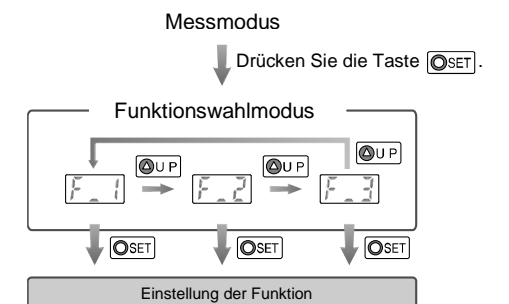 Messmodus
Drücken Sie die Taste SET.
Funktionswahlmodus
UP
UP UP
F_1 F_2 F_3
SET SET SET
Einstellung der Funktion